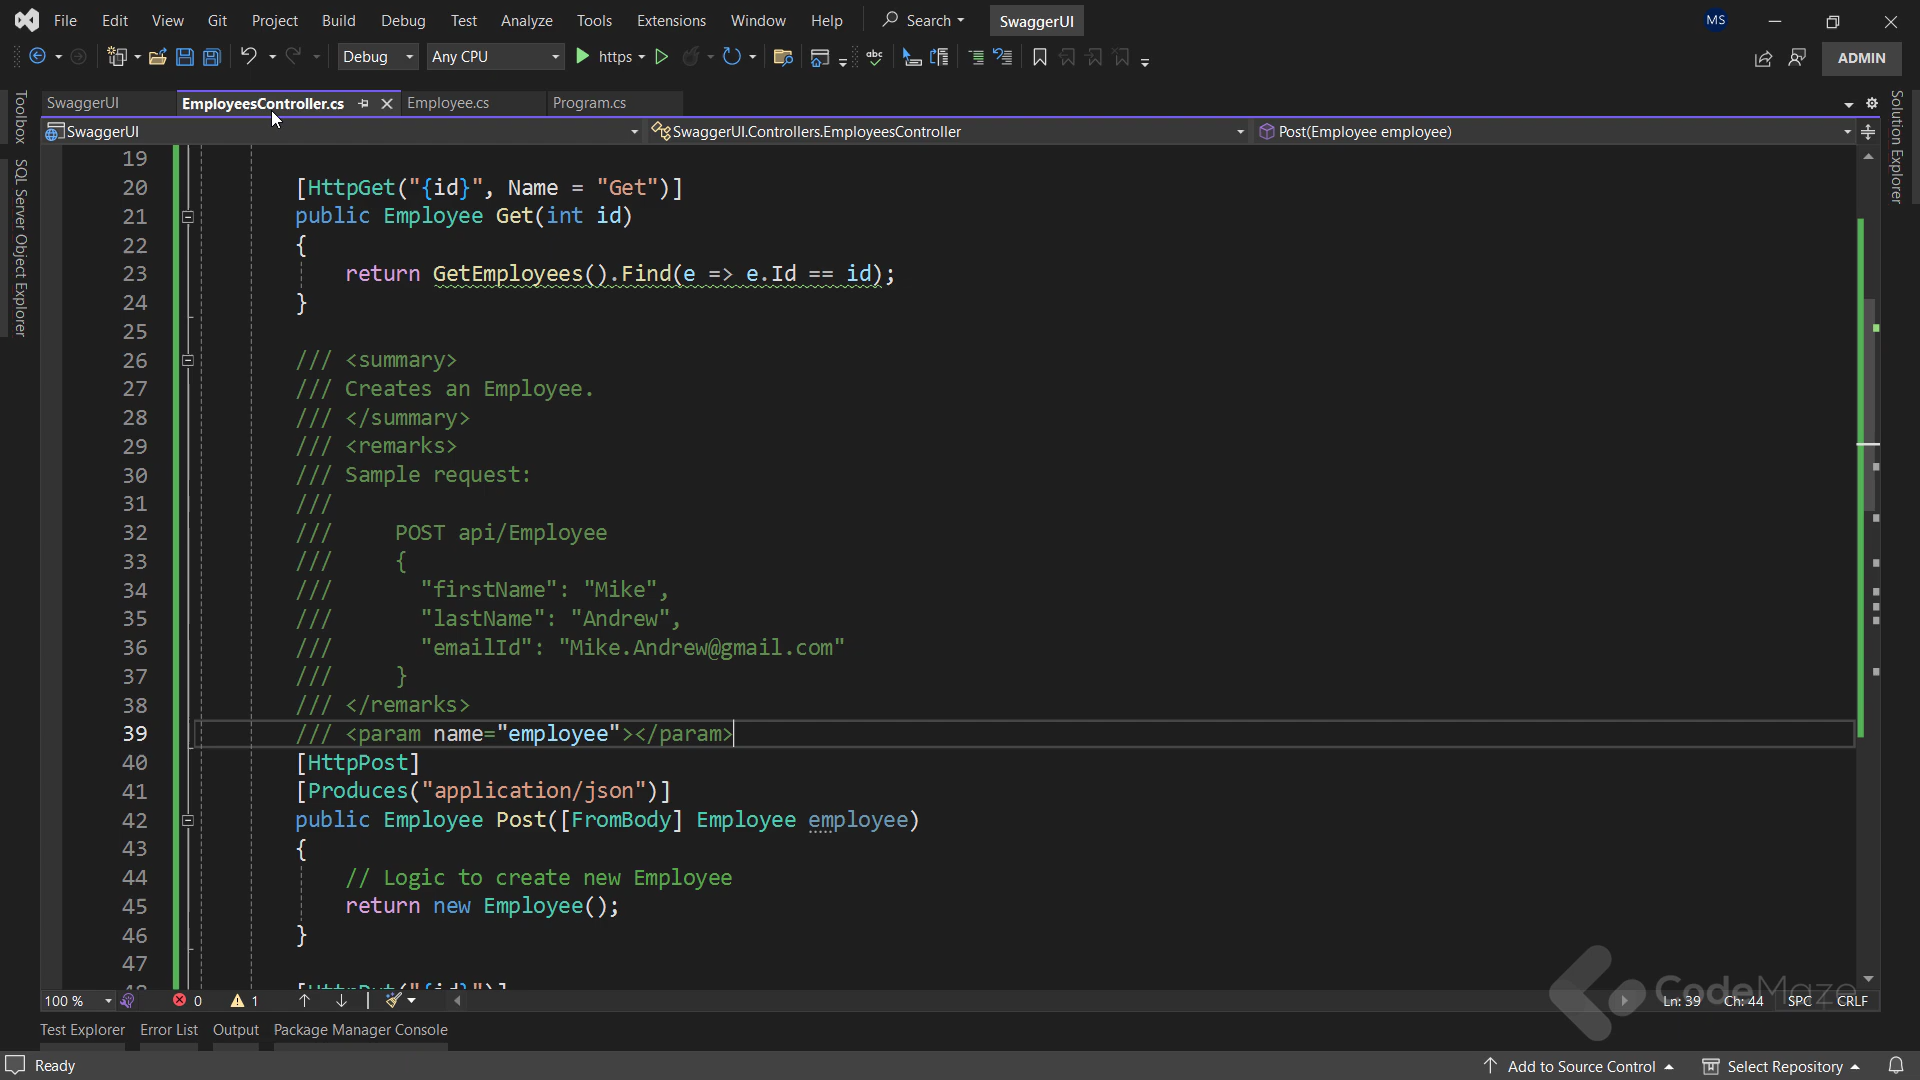 File Edit View Git Project Build Debug Test Analyze Tools Extensions Window Help Search SwaggerUI MS
Debug Any CPU https abc ADMIN
SwaggerUI EmployeesController.cs Employee.cs Program.cs
SwaggerUI SwaggerUI.Controllers.EmployeesController Post(Employee employee)
Toolbox
SQL Server Object Explorer
Solution Explorer
19
20 [HttpGet("{id}", Name = "Get")]
21 public Employee Get(int id)
22 {
23 return GetEmployees().Find(e => e.Id == id);
24 }
25
26 /// <summary>
27 /// Creates an Employee.
28 /// </summary>
29 /// <remarks>
30 /// Sample request:
31 ///
32 /// POST api/Employee
33 /// {
34 /// "firstName": "Mike",
35 /// "lastName": "Andrew",
36 /// "emailId": "Mike.Andrew@gmail.com"
37 /// }
38 /// </remarks>
39 /// <param name="employee"></param>
40 [HttpPost]
41 [Produces("application/json")]
42 public Employee Post([FromBody] Employee employee)
43 {
44 // Logic to create new Employee
45 return new Employee();
46 }
47
48 [HttpPut("{id}")]
100 % 0 1 Ln: 39 Ch: 44 SPC CRLF
CodeMaze
Test Explorer Error List Output Package Manager Console
Ready Add to Source Control Select Repository